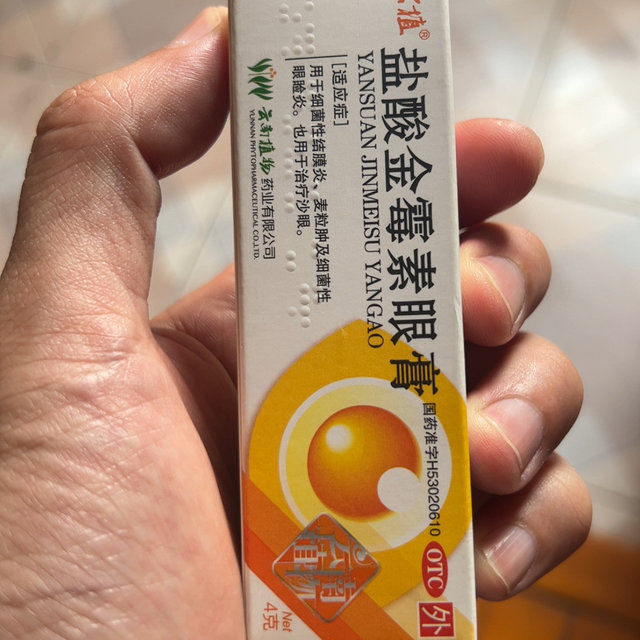 植®
盐酸金霉素眼膏
YANSUAN JINMEISU YANGAO
[适应症]
用于细菌性结膜炎、麦粒肿及细菌性
眼睑炎。也用于治疗沙眼。
云南植物药业有限公司
YUNNAN PHYTOPHARMACEUTICAL CO.,LTD.
国药准字H53020610
OTC
外
Net
4克